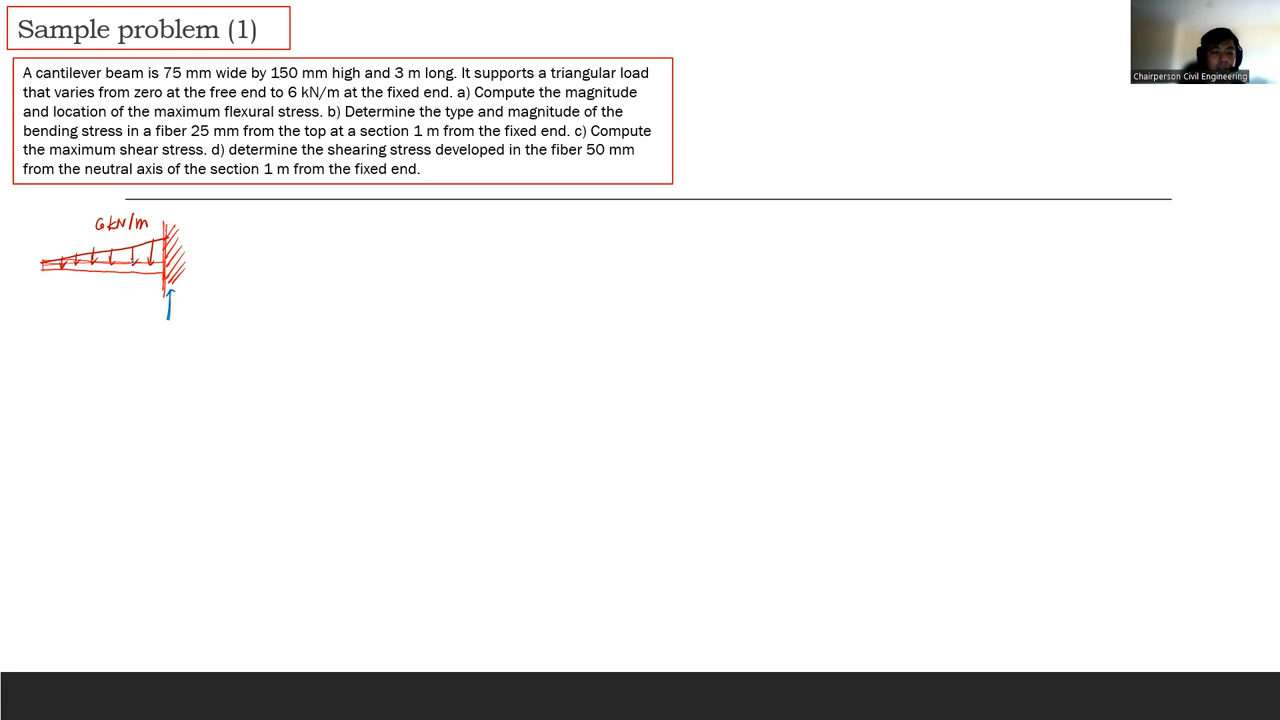 Sample problem (1)
Chairperson Civil Engineering
A cantilever beam is 75 mm wide by 150 mm high and 3 m long. It supports a triangular load
that varies from zero at the free end to 6 kN/m at the fixed end. a) Compute the magnitude
and location of the maximum flexural stress. b) Determine the type and magnitude of the
bending stress in a fiber 25 mm from the top at a section 1 m from the fixed end. c) Compute
the maximum shear stress. d) determine the shearing stress developed in the fiber 50 mm
from the neutral axis of the section 1 m from the fixed end.
6 kN/m